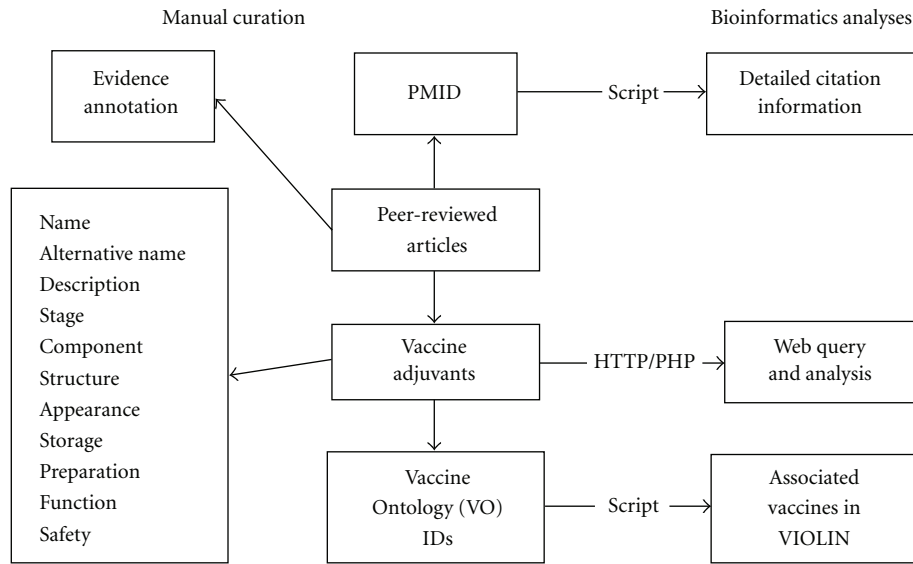 Manual curation
Bioinformatics analyses
Evidence
annotation
PMID
Script
Detailed citation
information
Peer-reviewed
articles
Name
Alternative name
Description
Stage
Component
Structure
Appearance
Storage
Preparation
Function
Safety
Vaccine
adjuvants
HTTP/PHP
Web query
and analysis
Vaccine
Ontology (VO)
IDs
Script
Associated
vaccines in
VIOLIN